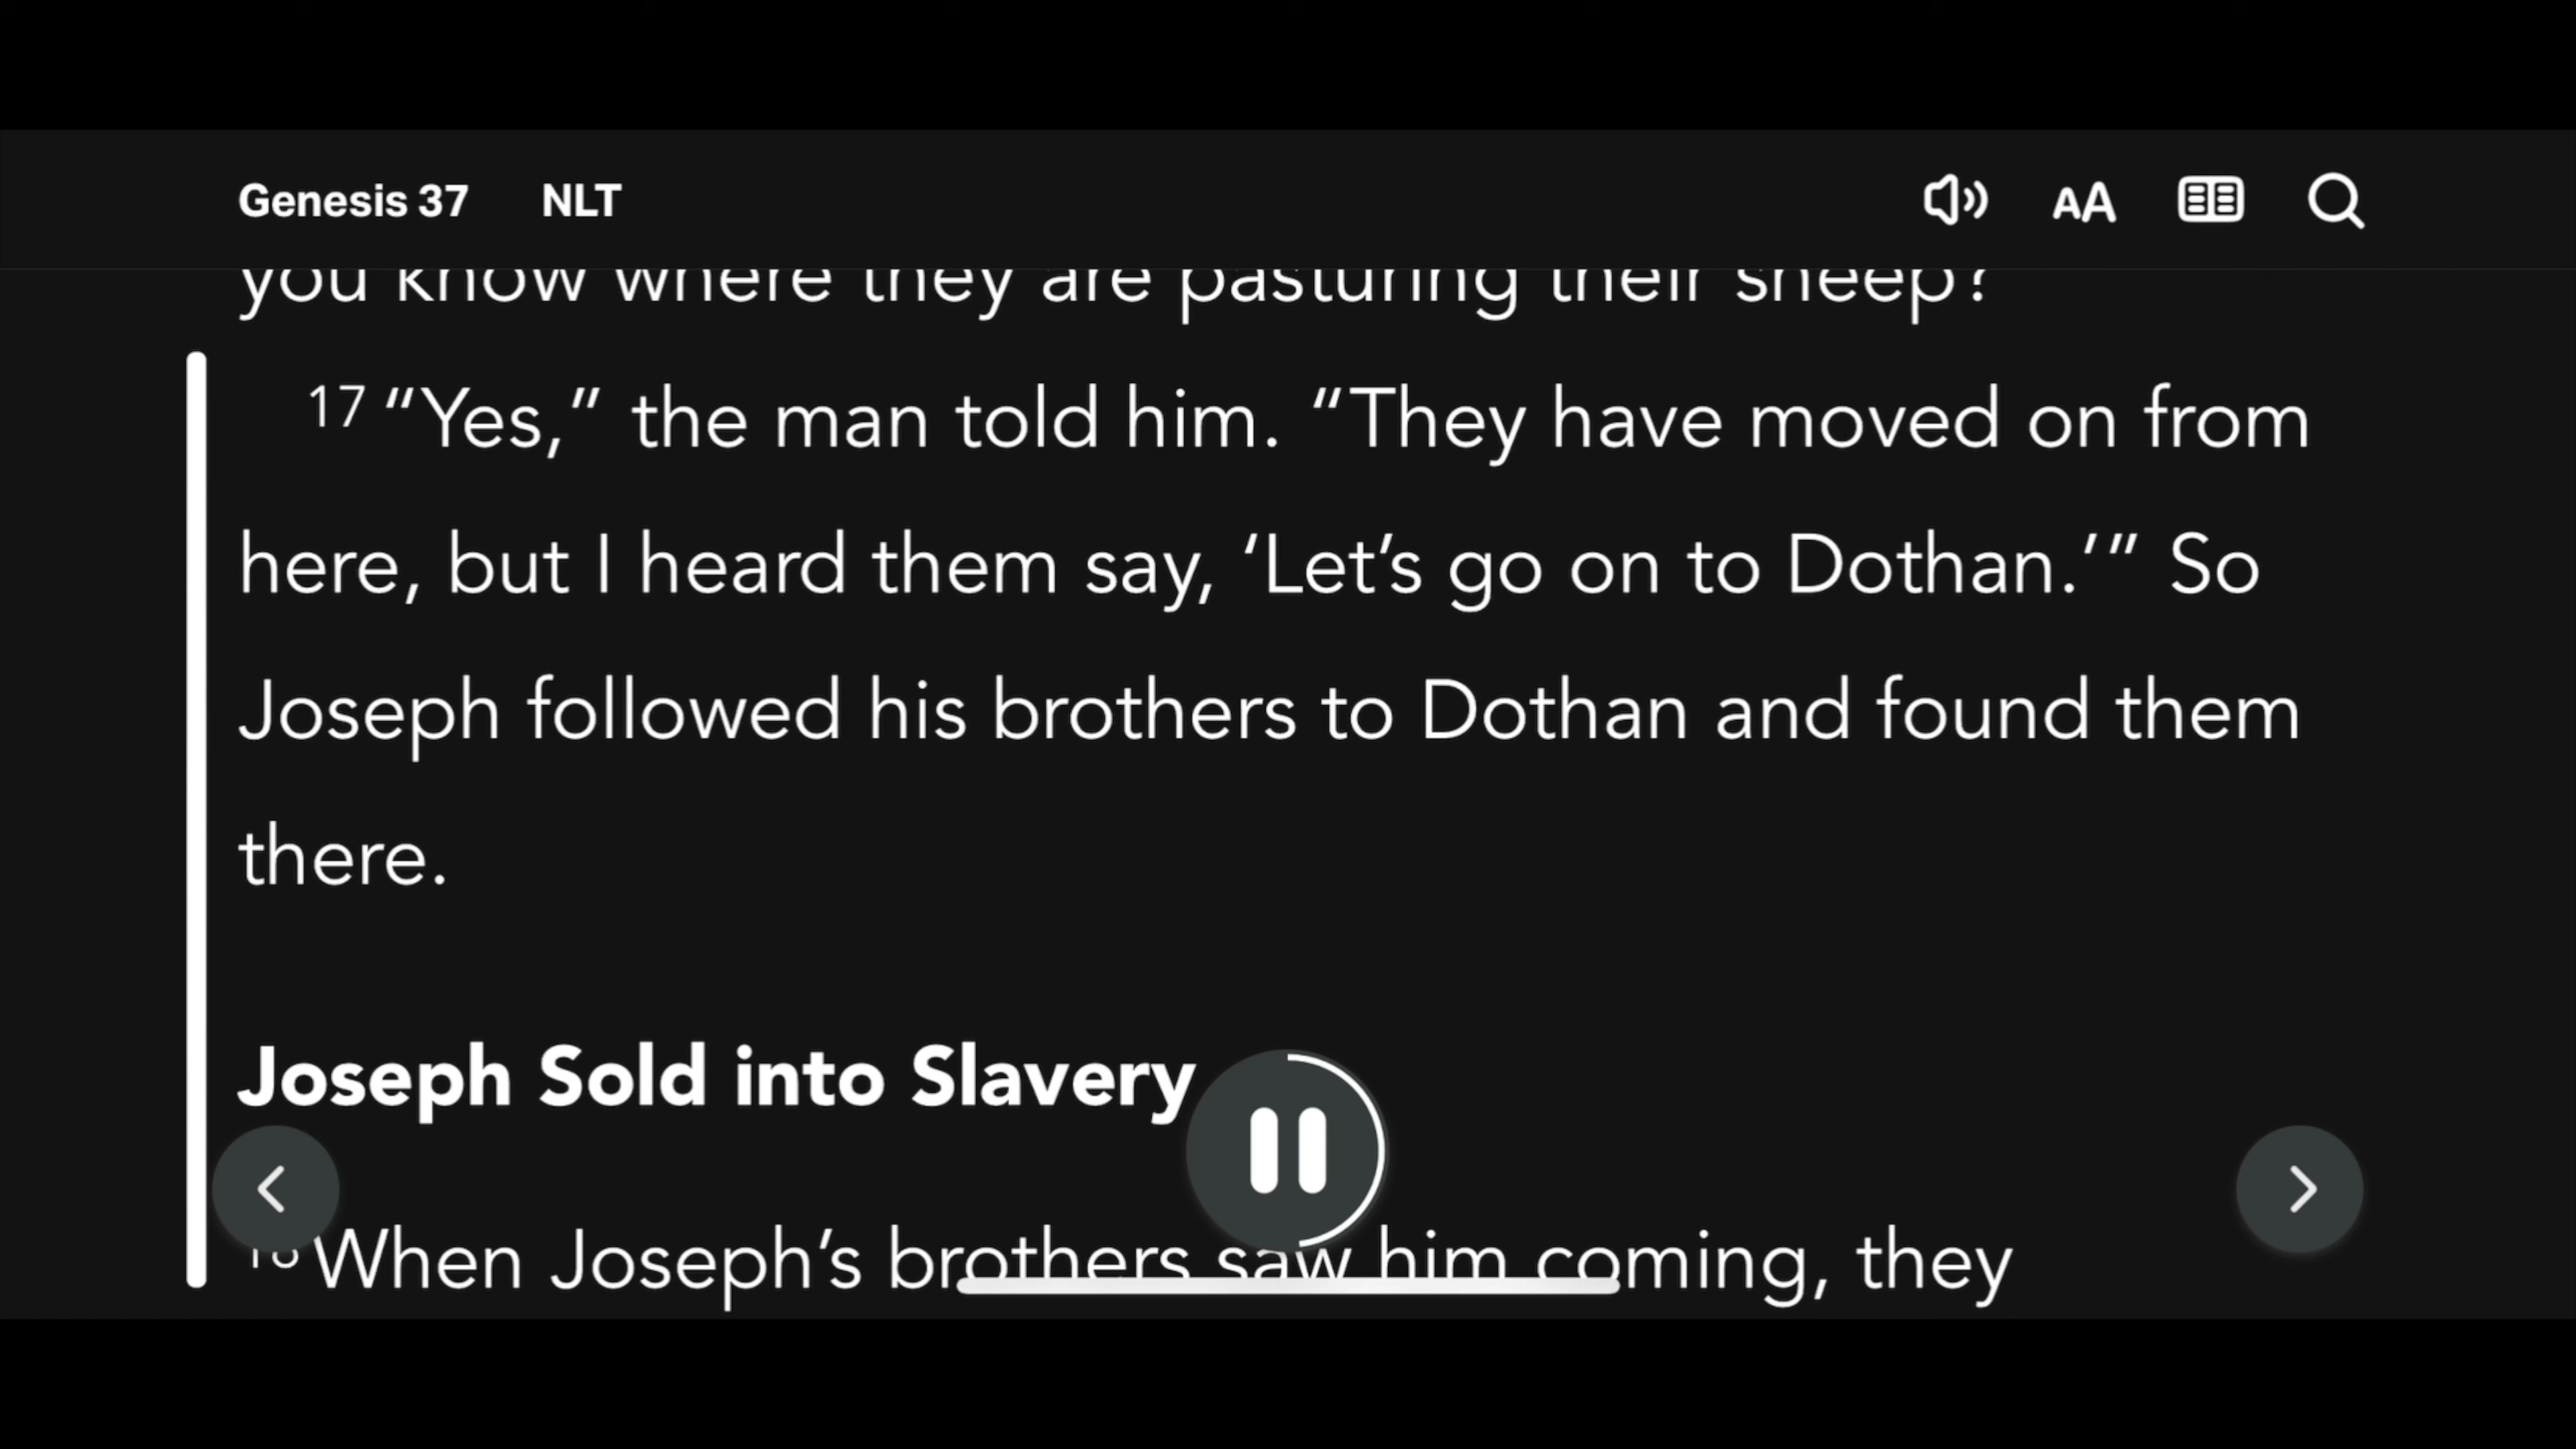 Genesis 37 NLT
AA
you know where they are pasturing their sheep?
17 “Yes,” the man told him. “They have moved on from
here, but I heard them say, ‘Let’s go on to Dothan.’” So
Joseph followed his brothers to Dothan and found them
there.
Joseph Sold into Slavery
18 When Joseph’s brothers saw him coming, they